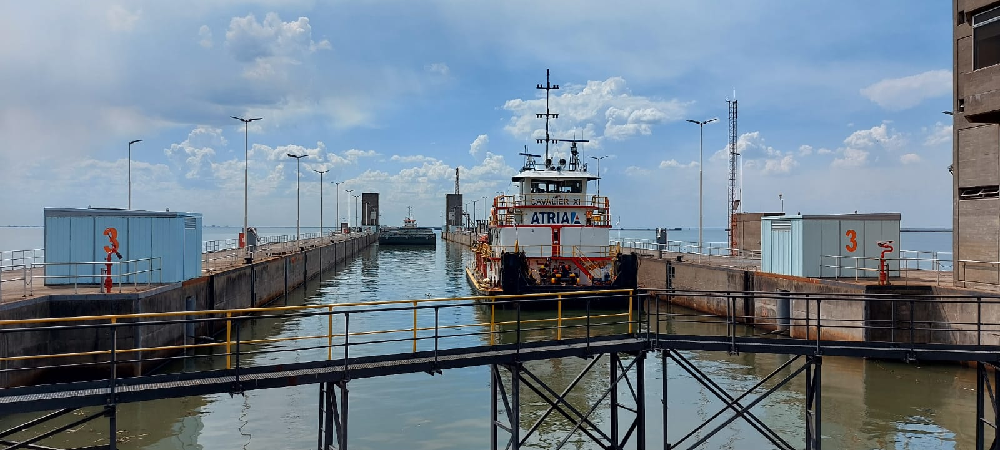 3
CAVALIER XI
ATRIA
3